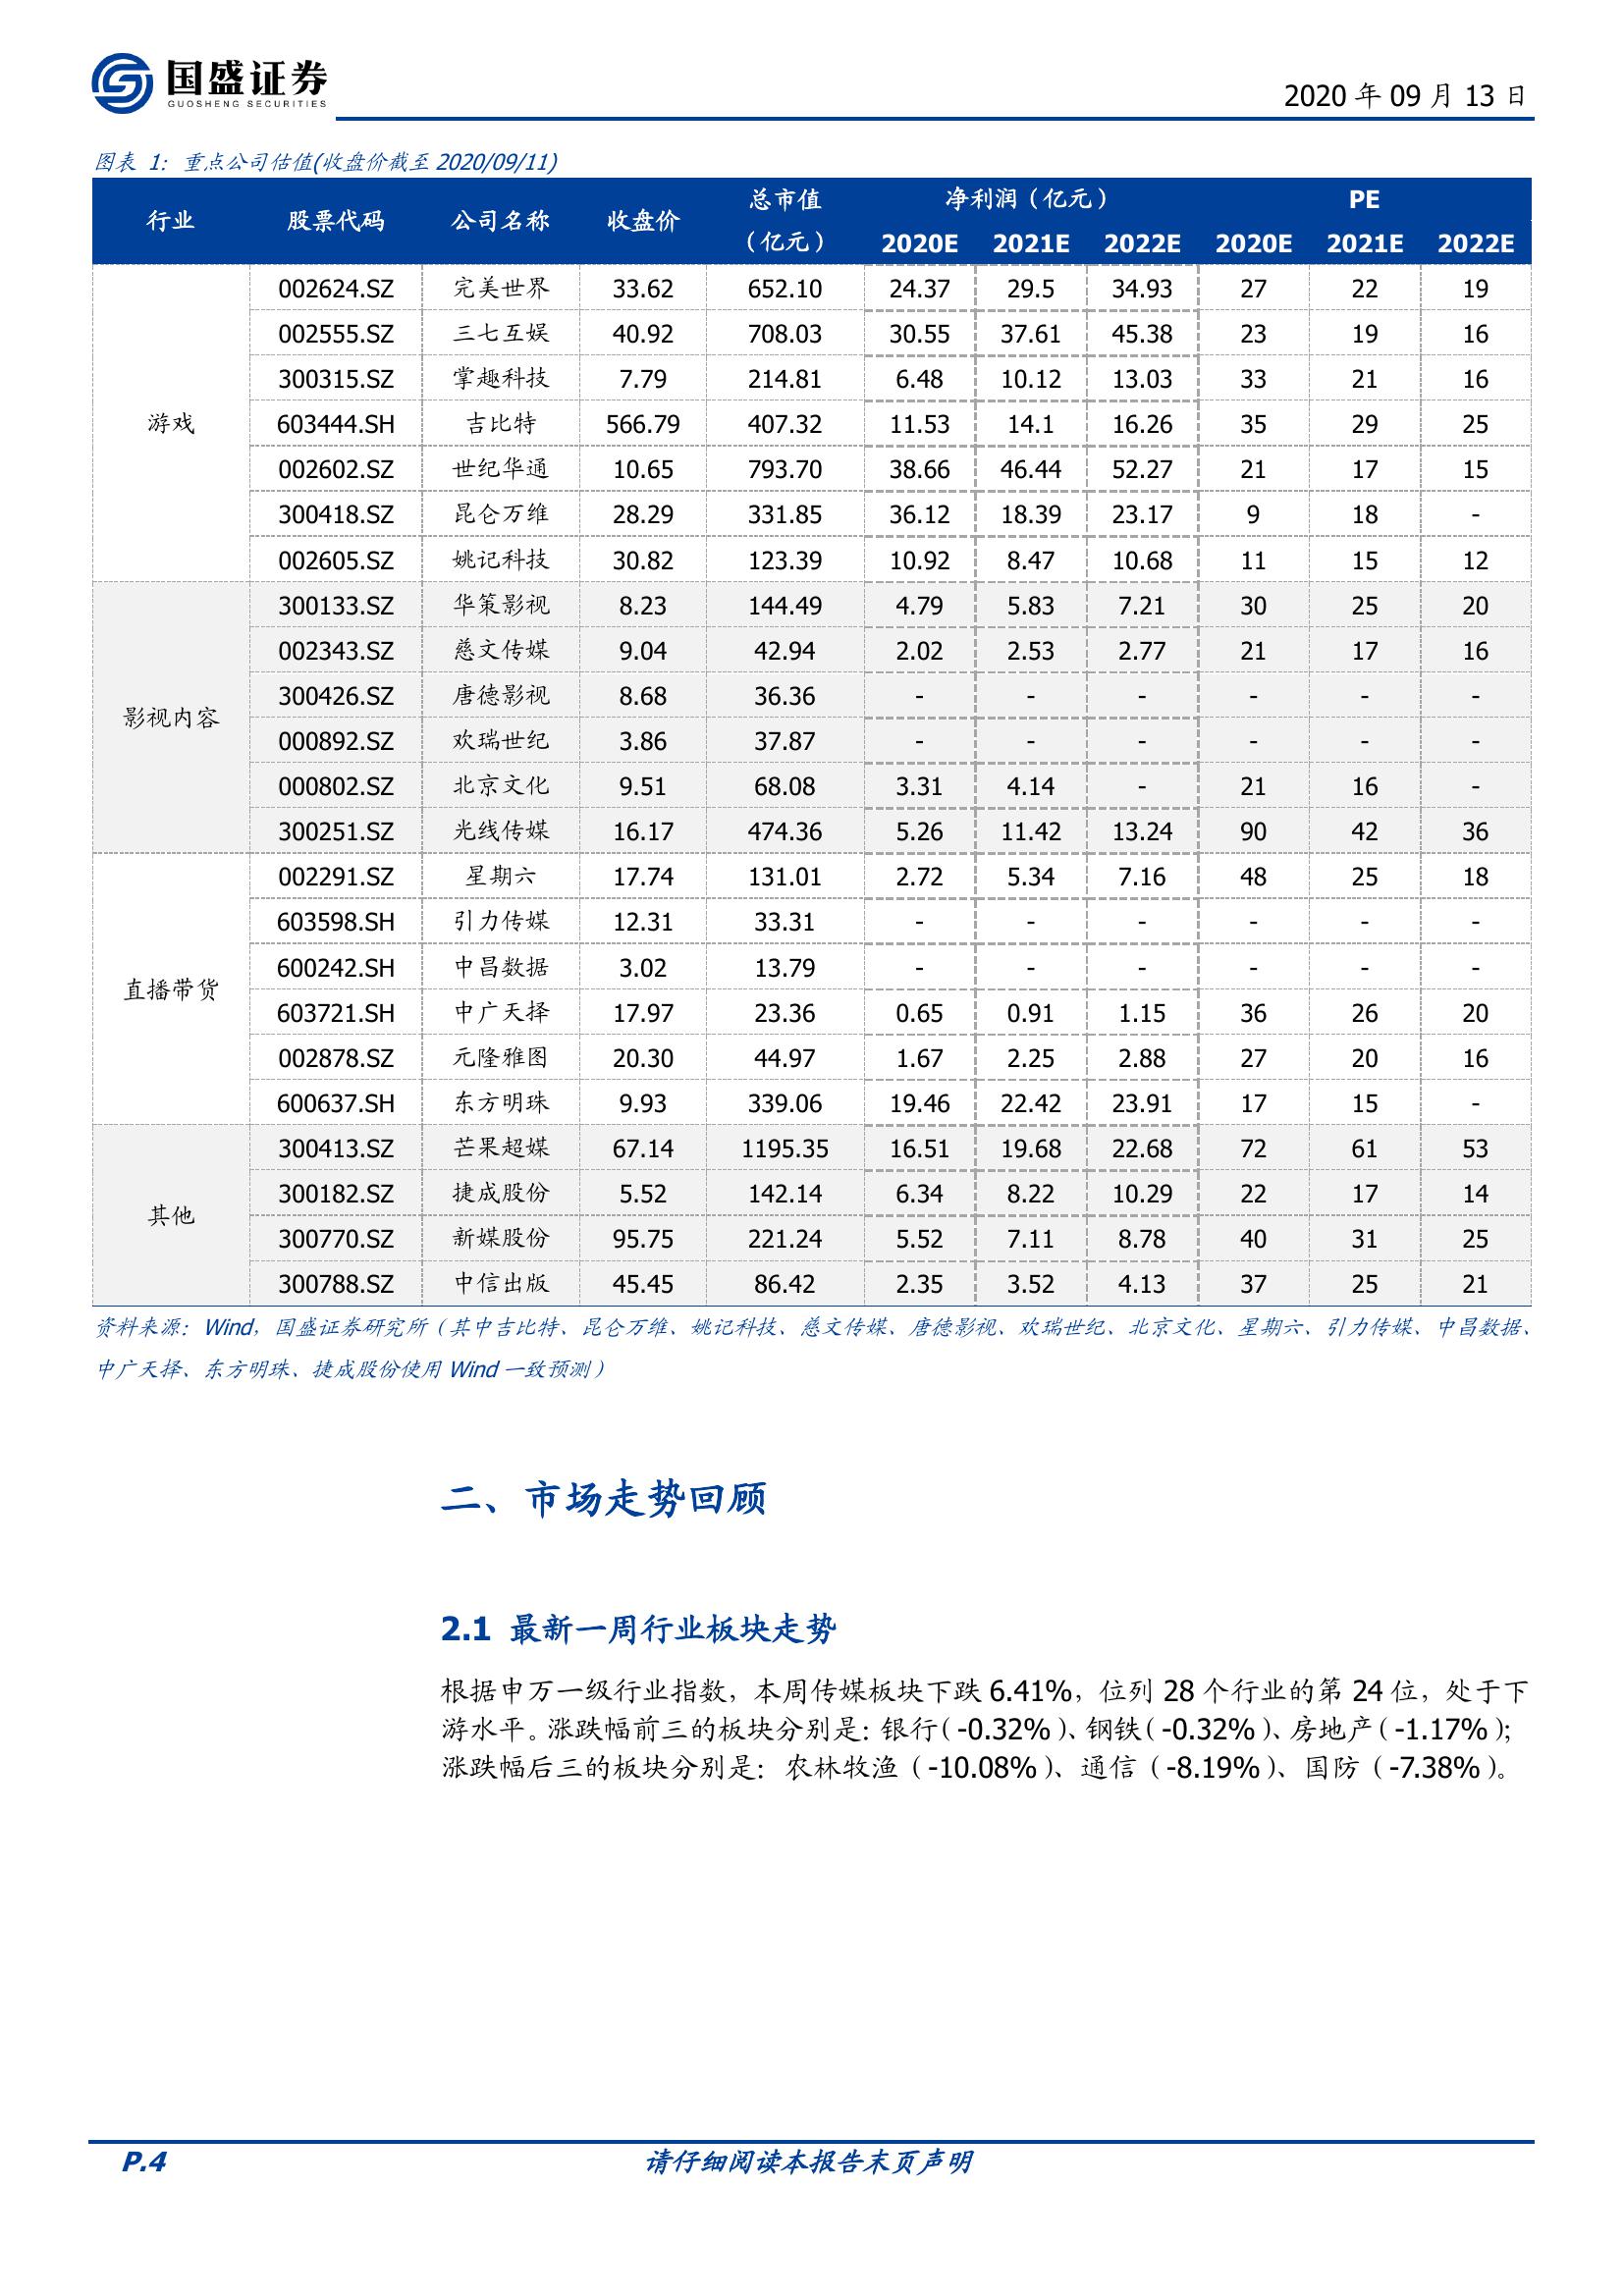 国盛证券
GUOSHENG SECURITIES
2020 年 09 月 13 日
图表 1：重点公司估值(收盘价截至 2020/09/11)
行业 股票代码 公司名称 收盘价 总市值（亿元） 净利润（亿元） PE
2020E 2021E 2022E 2020E 2021E 2022E
游戏
002624.SZ 完美世界 33.62 652.10 24.37 29.5 34.93 27 22 19
002555.SZ 三七互娱 40.92 708.03 30.55 37.61 45.38 23 19 16
300315.SZ 掌趣科技 7.79 214.81 6.48 10.12 13.03 33 21 16
603444.SH 吉比特 566.79 407.32 11.53 14.1 16.26 35 29 25
002602.SZ 世纪华通 10.65 793.70 38.66 46.44 52.27 21 17 15
300418.SZ 昆仑万维 28.29 331.85 36.12 18.39 23.17 9 18 -
002605.SZ 姚记科技 30.82 123.39 10.92 8.47 10.68 11 15 12
影视内容
300133.SZ 华策影视 8.23 144.49 4.79 5.83 7.21 30 25 20
002343.SZ 慈文传媒 9.04 42.94 2.02 2.53 2.77 21 17 16
300426.SZ 唐德影视 8.68 36.36 - - - - - -
000892.SZ 欢瑞世纪 3.86 37.87 - - - - - -
000802.SZ 北京文化 9.51 68.08 3.31 4.14 - 21 16 -
300251.SZ 光线传媒 16.17 474.36 5.26 11.42 13.24 90 42 36
直播带货
002291.SZ 星期六 17.74 131.01 2.72 5.34 7.16 48 25 18
603598.SH 引力传媒 12.31 33.31 - - - - - -
600242.SH 中昌数据 3.02 13.79 - - - - - -
603721.SH 中广天择 17.97 23.36 0.65 0.91 1.15 36 26 20
002878.SZ 元隆雅图 20.30 44.97 1.67 2.25 2.88 27 20 16
600637.SH 东方明珠 9.93 339.06 19.46 22.42 23.91 17 15 -
其他
300413.SZ 芒果超媒 67.14 1195.35 16.51 19.68 22.68 72 61 53
300182.SZ 捷成股份 5.52 142.14 6.34 8.22 10.29 22 17 14
300770.SZ 新媒股份 95.75 221.24 5.52 7.11 8.78 40 31 25
300788.SZ 中信出版 45.45 86.42 2.35 3.52 4.13 37 25 21
资料来源：Wind，国盛证券研究所（其中吉比特、昆仑万维、姚记科技、慈文传媒、唐德影视、欢瑞世纪、北京文化、星期六、引力传媒、中昌数据、
中广天择、东方明珠、捷成股份使用 Wind 一致预测）
二、市场走势回顾
2.1 最新一周行业板块走势
根据申万一级行业指数，本周传媒板块下跌 6.41%，位列 28 个行业的第 24 位，处于下
游水平。涨跌幅前三的板块分别是：银行（-0.32%）、钢铁（-0.32%）、房地产（-1.17%）；
涨跌幅后三的板块分别是：农林牧渔（-10.08%）、通信（-8.19%）、国防（-7.38%）。
P.4 请仔细阅读本报告末页声明